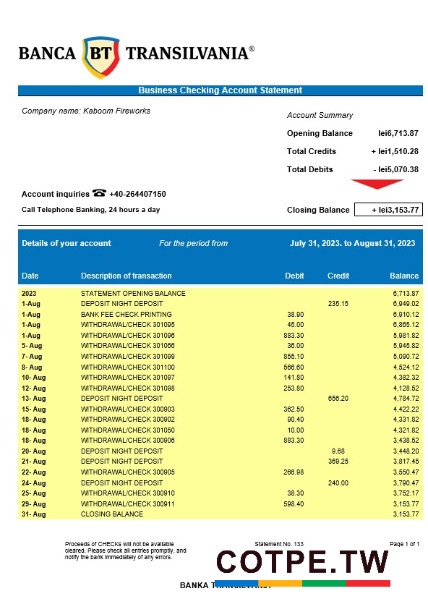 BANCA BT TRANSILVANIA®
Business Checking Account Statement
Company name: Kaboom Fireworks
Account Summary
Opening Balance lei6,713.87
Total Credits + lei1,510.28
Total Debits - lei5,070.38
Account inquiries ☎ +40-264407150
Call Telephone Banking, 24 hours a day
Closing Balance + lei3,153.77
Details of your account For the period from July 31, 2023. to August 31, 2023
Date Description of transaction Debit Credit Balance
2023 STATEMENT OPENING BALANCE 6,713.87
1-Aug DEPOSIT NIGHT DEPOSIT 235.15 6,949.02
1-Aug BANK FEE CHECK PRINTING 38.90 6,910.12
1-Aug WITHDRAWAL/CHECK 301095 45.00 6,865.12
1-Aug WITHDRAWAL/CHECK 301096 883.30 5,981.82
5- Aug WITHDRAWAL/CHECK 301066 36.00 5,945.82
7- Aug WITHDRAWAL/CHECK 301099 855.10 5,090.72
8- Aug WITHDRAWAL/CHECK 301100 566.60 4,524.12
10- Aug WITHDRAWAL/CHECK 301097 141.80 4,382.32
12- Aug WITHDRAWAL/CHECK 301098 253.80 4,128.52
13- Aug DEPOSIT NIGHT DEPOSIT 656.20 4,784.72
15- Aug WITHDRAWAL/CHECK 300903 362.50 4,422.22
18- Aug WITHDRAWAL/CHECK 300902 90.40 4,331.82
18- Aug WITHDRAWAL/CHECK 301050 10.00 4,321.82
18- Aug WITHDRAWAL/CHECK 300906 883.30 3,438.52
20- Aug DEPOSIT NIGHT DEPOSIT 9.68 3,448.20
21- Aug DEPOSIT NIGHT DEPOSIT 369.25 3,817.45
22- Aug WITHDRAWAL/CHECK 300905 266.98 3,550.47
24- Aug DEPOSIT NIGHT DEPOSIT 240.00 3,790.47
25- Aug WITHDRAWAL/CHECK 300910 38.30 3,752.17
29- Aug WITHDRAWAL/CHECK 300911 598.40 3,153.77
31- Aug CLOSING BALANCE 3,153.77
Proceeds of CHECKS will not be available
cleared. Please check all entries promptly, and
notify the bank immediately of any errors.
Statement No. 133
Page 1 of 1
COTPE.TW
BANKA TRANSILVANIA